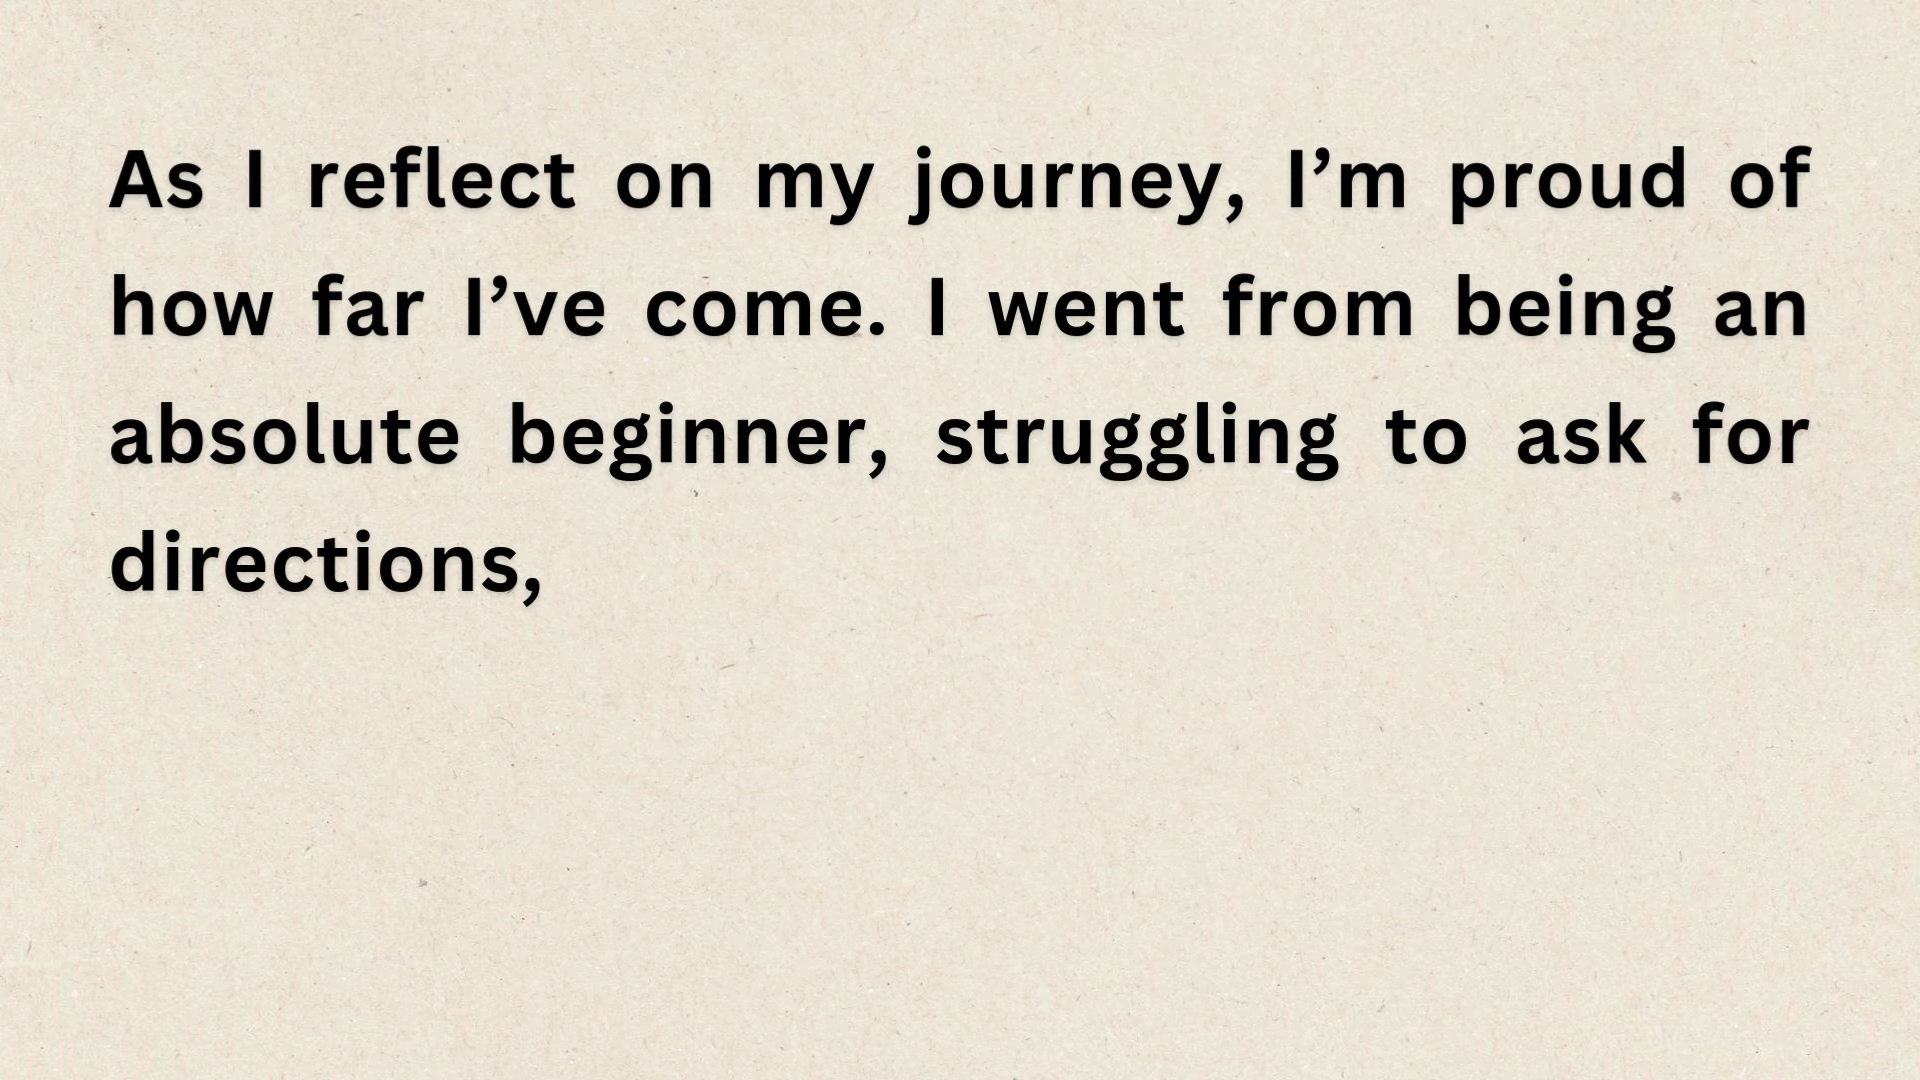 As I reflect on my journey, I’m proud of
how far I’ve come. I went from being an
absolute beginner, struggling to ask for
directions,